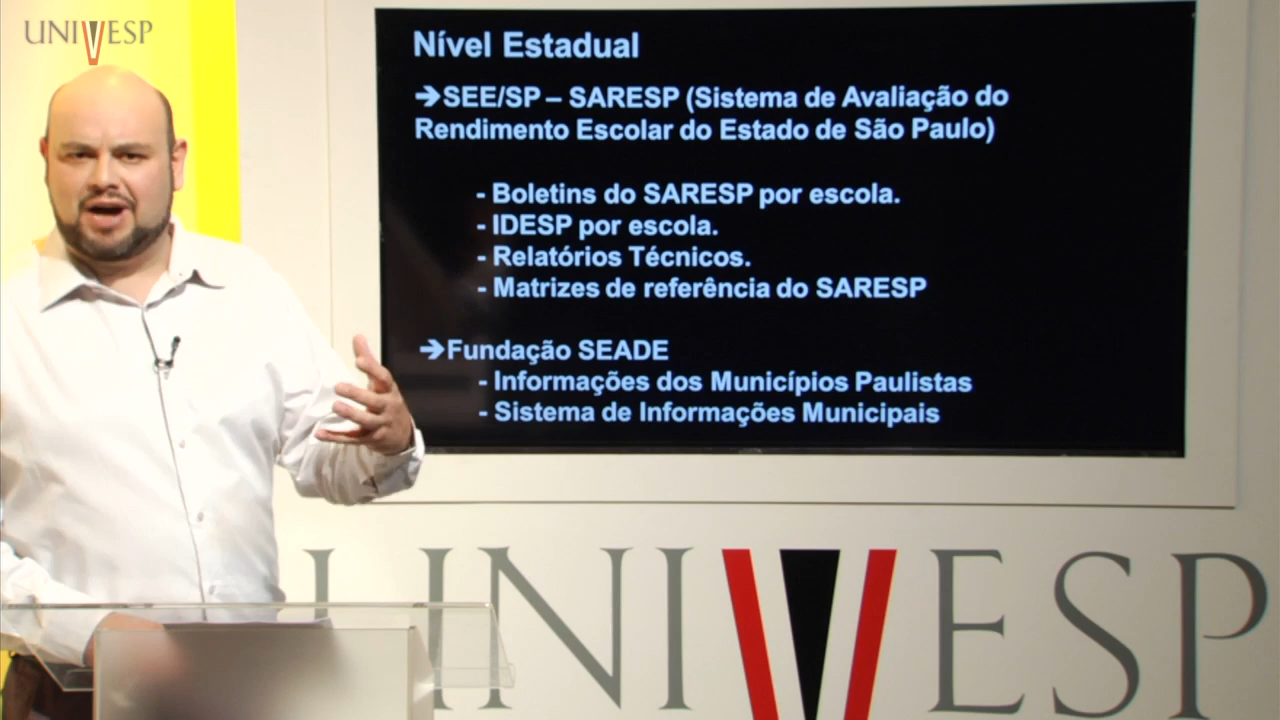 UNIVESP
Nível Estadual
➔SEE/SP – SARESP (Sistema de Avaliação do
Rendimento Escolar do Estado de São Paulo)
- Boletins do SARESP por escola.
- IDESP por escola.
- Relatórios Técnicos.
- Matrizes de referência do SARESP
➔Fundação SEADE
- Informações dos Municípios Paulistas
- Sistema de Informações Municipais
UNIVESP